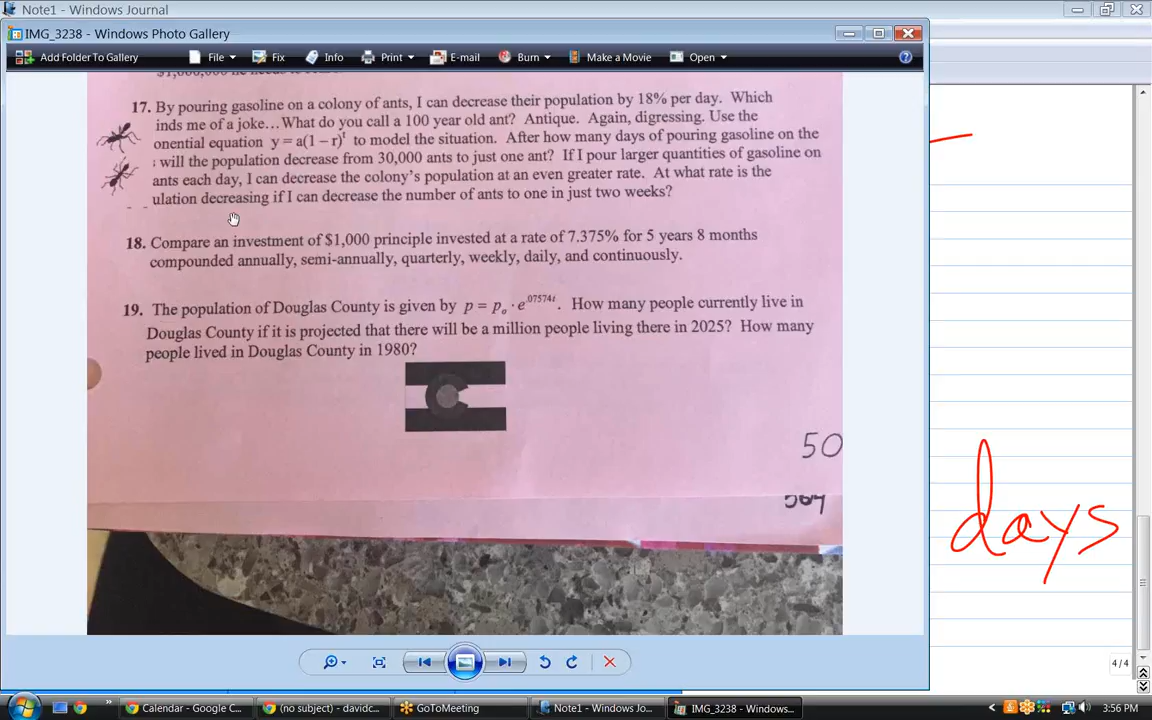 Note1 - Windows Journal
IMG_3238 - Windows Photo Gallery
Add Folder To Gallery File Fix Info Print E-mail Burn Make a Movie Open
17. By pouring gasoline on a colony of ants, I can decrease their population by 18% per day. Which
inds me of a joke…What do you call a 100 year old ant? Antique. Again, digressing. Use the
onential equation y = a(1 − r)^t to model the situation. After how many days of pouring gasoline on the
will the population decrease from 30,000 ants to just one ant? If I pour larger quantities of gasoline on
ants each day, I can decrease the colony's population at an even greater rate. At what rate is the
ulation decreasing if I can decrease the number of ants to one in just two weeks?
18. Compare an investment of $1,000 principle invested at a rate of 7.375% for 5 years 8 months
compounded annually, semi-annually, quarterly, weekly, daily, and continuously.
19. The population of Douglas County is given by p = p₀ · e^.07574t. How many people currently live in
Douglas County if it is projected that there will be a million people living there in 2025? How many
people lived in Douglas County in 1980?
50
days
4/4
Calendar - Google C... (no subject) - davidc... GoToMeeting Note1 - Windows Jo... IMG_3238 - Windows... 3:56 PM